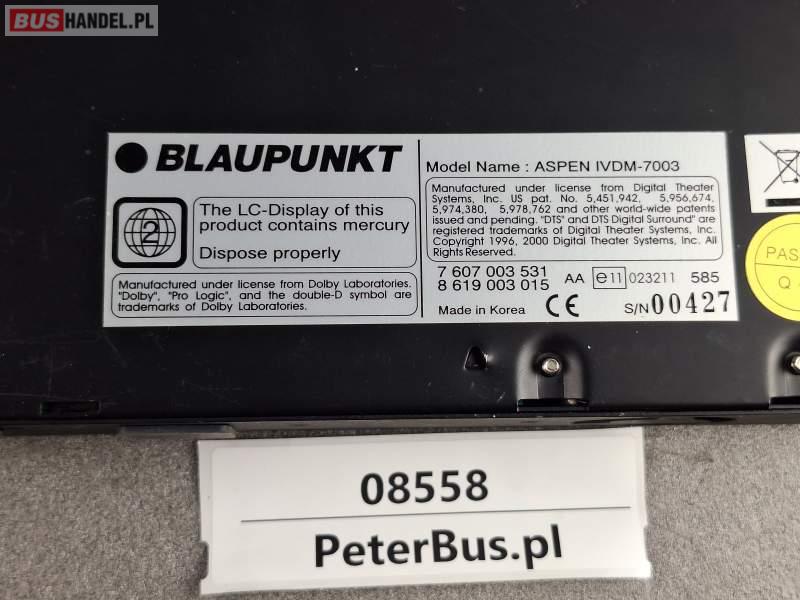 BUSHANDEL.PL
BLAUPUNKT
2
The LC-Display of this
product contains mercury
Dispose properly
Manufactured under license from Dolby Laboratories.
"Dolby", "Pro Logic", and the double-D symbol are
trademarks of Dolby Laboratories.
Model Name : ASPEN IVDM-7003
Manufactured under license from Digital Theater
Systems, Inc. US pat. No. 5,451,942, 5,956,674,
5,974,380, 5,978,762 and other world-wide patents
issued and pending. "DTS" and DTS Digital Surround" are
registered trademarks of Digital Theater Systems, Inc.
Copyright 1996, 2000 Digital Theater Systems, Inc. All
Rights Reserved.
7 607 003 531
8 619 003 015 AA e11 023211 585
Made in Korea CE S/N 00427
PAS
Q
08558
PeterBus.pl